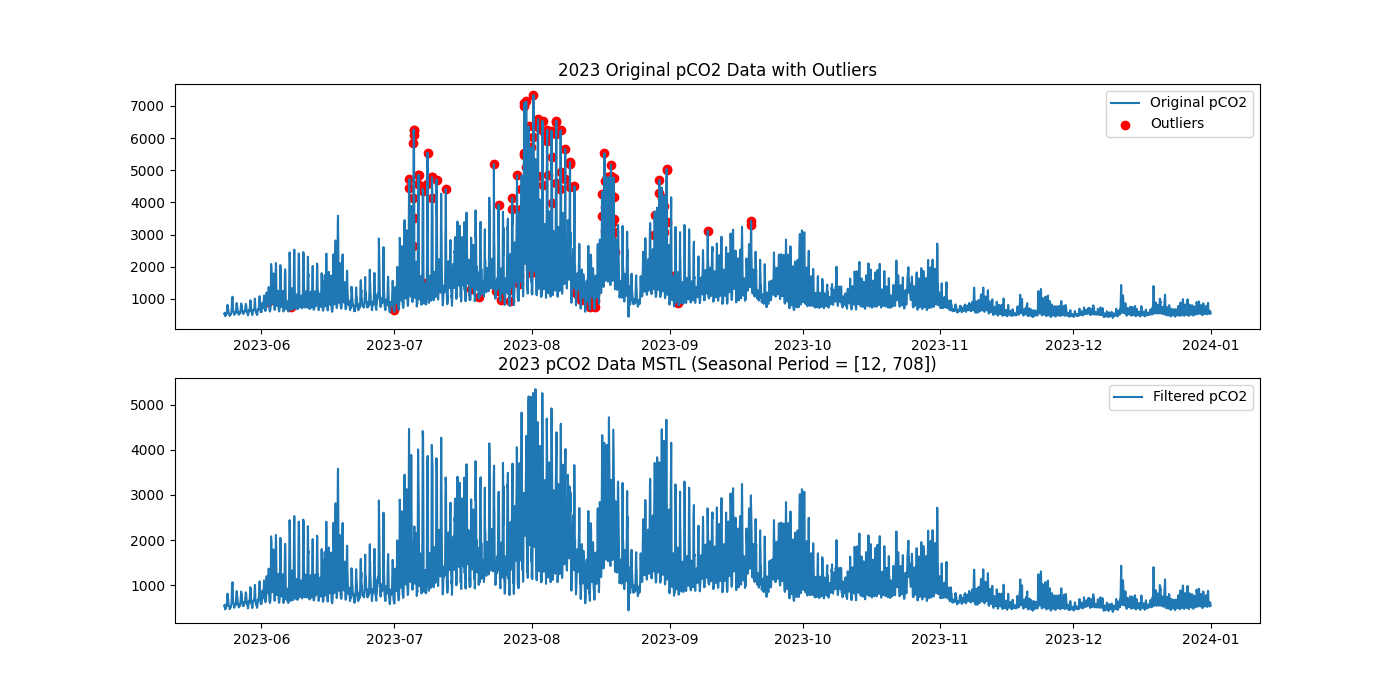 2023 Original pCO2 Data with Outliers
7000
6000
5000
4000
3000
2000
1000
Original pCO2
Outliers
2023-06 2023-07 2023-08 2023-09 2023-10 2023-11 2023-12 2024-01
2023 pCO2 Data MSTL (Seasonal Period = [12, 708])
5000
4000
3000
2000
1000
Filtered pCO2
2023-06 2023-07 2023-08 2023-09 2023-10 2023-11 2023-12 2024-01